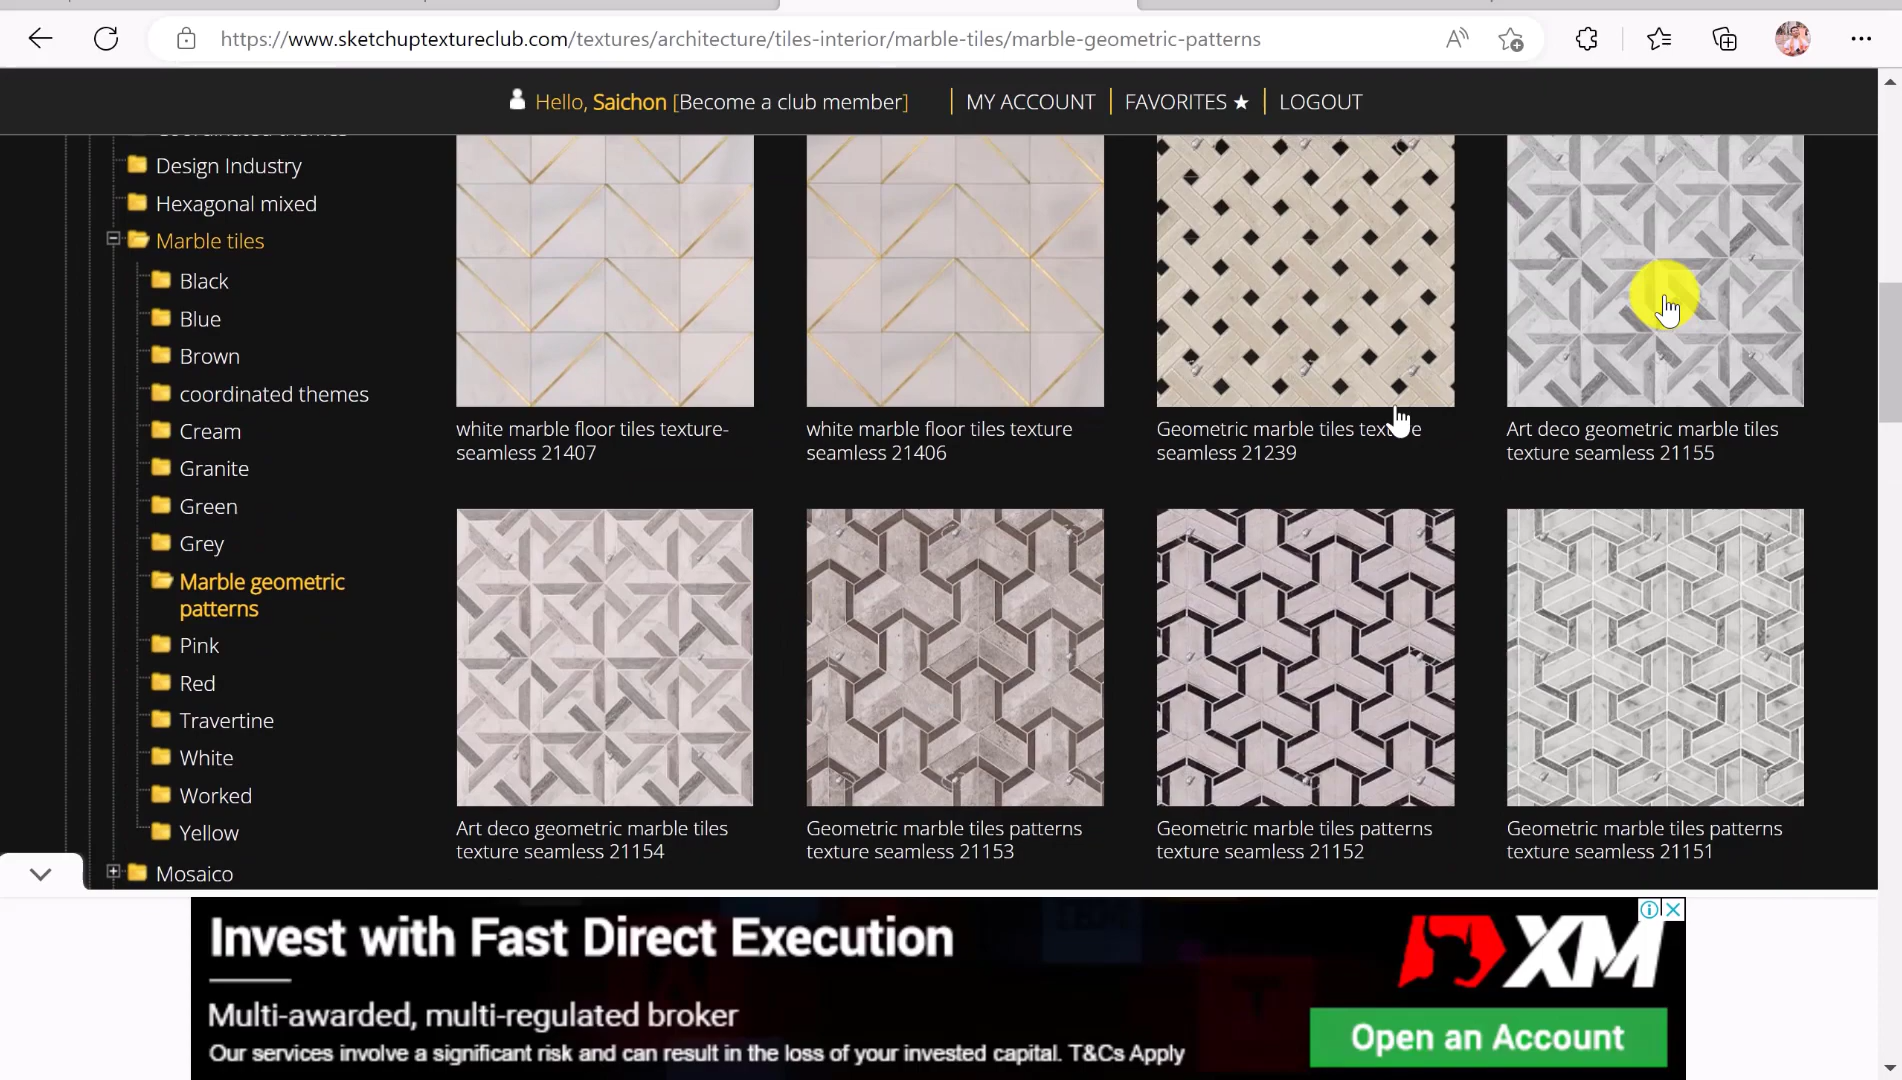 https://www.sketchuptextureclub.com/textures/architecture/tiles-interior/marble-tiles/marble-geometric-patterns
Hello, Saichon [Become a club member]
MY ACCOUNT
FAVORITES ★
LOGOUT
Coordinated themes
Design Industry
Hexagonal mixed
Marble tiles
Black
Blue
Brown
coordinated themes
Cream
Granite
Green
Grey
Marble geometric
patterns
Pink
Red
Travertine
White
Worked
Yellow
Mosaico
white marble floor tiles texture-
seamless 21407
white marble floor tiles texture
seamless 21406
Geometric marble tiles texture
seamless 21239
Art deco geometric marble tiles
texture seamless 21155
Art deco geometric marble tiles
texture seamless 21154
Geometric marble tiles patterns
texture seamless 21153
Geometric marble tiles patterns
texture seamless 21152
Geometric marble tiles patterns
texture seamless 21151
Invest with Fast Direct Execution
Multi-awarded, multi-regulated broker
Our services involve a significant risk and can result in the loss of your invested capital. T&Cs Apply
XM
Open an Account